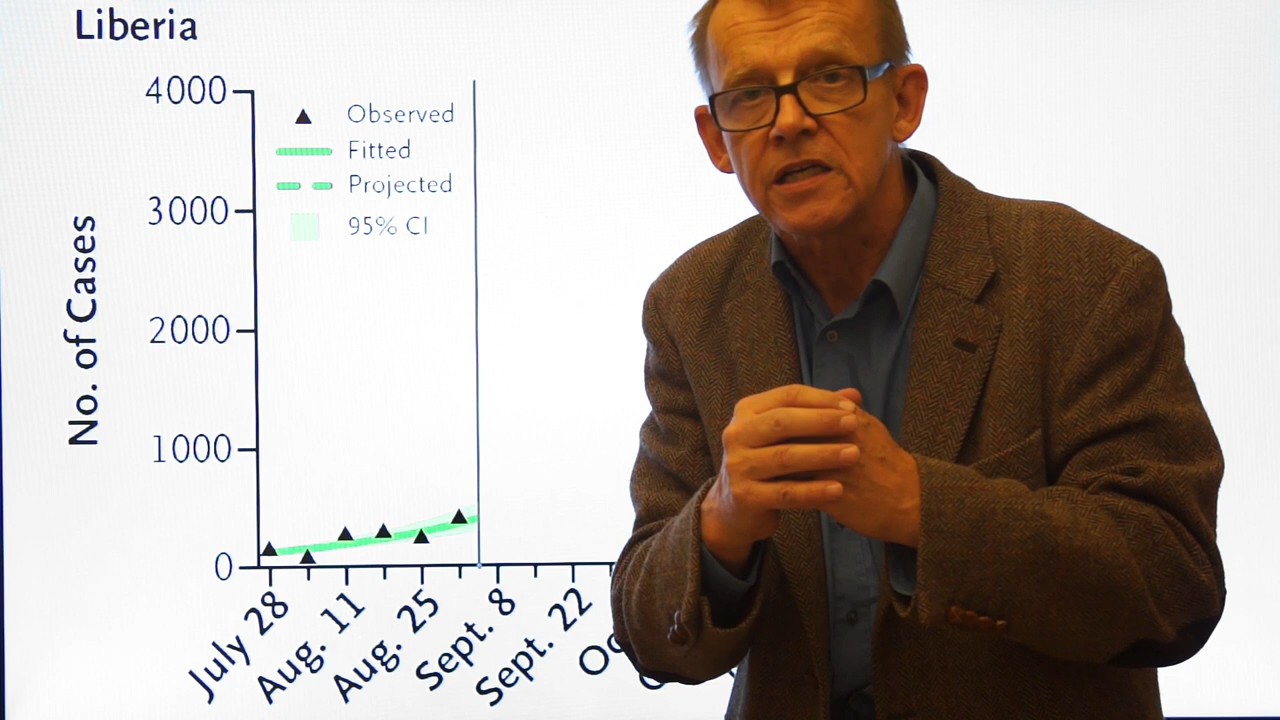 Liberia
4000
3000
2000
1000
0
No. of Cases
Observed
Fitted
Projected
95% CI
July 28
Aug. 11
Aug. 25
Sept. 8
Sept. 22